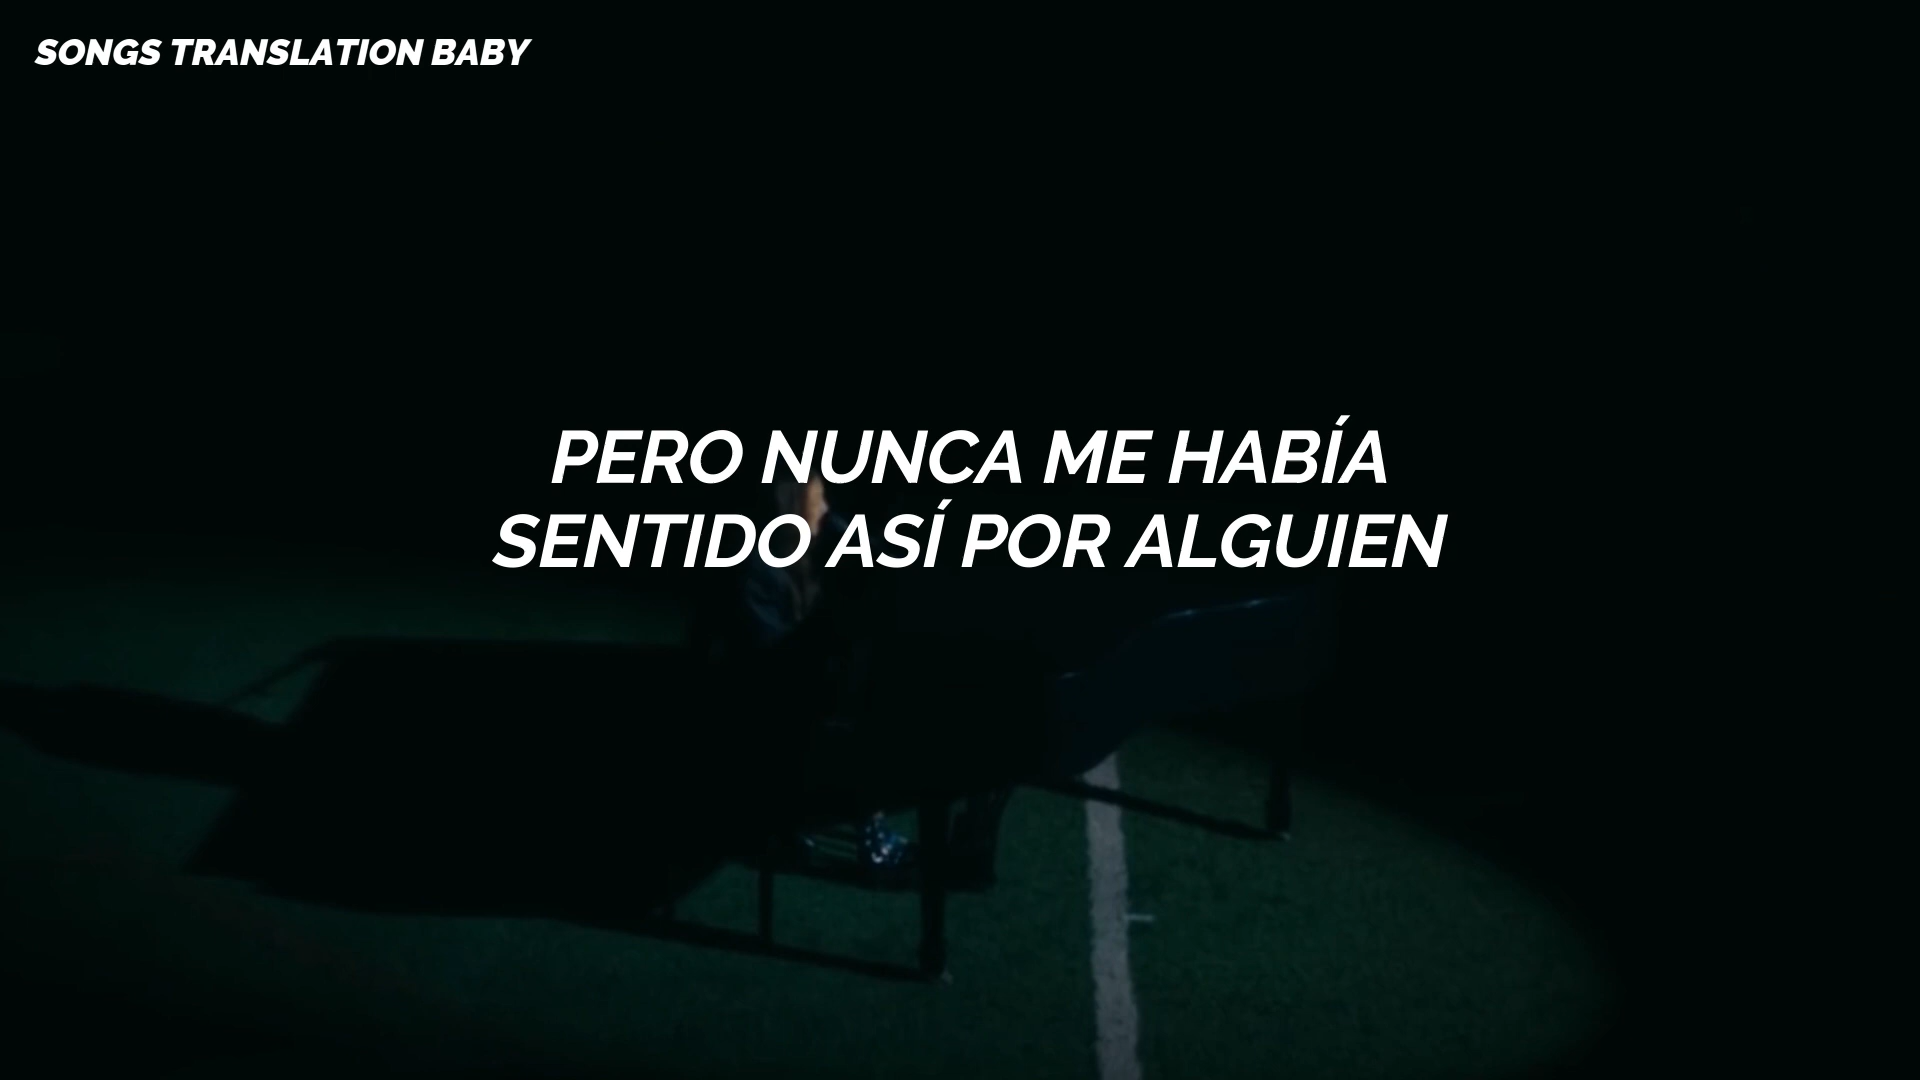 SONGS TRANSLATION BABY
PERO NUNCA ME HABÍA
SENTIDO ASÍ POR ALGUIEN